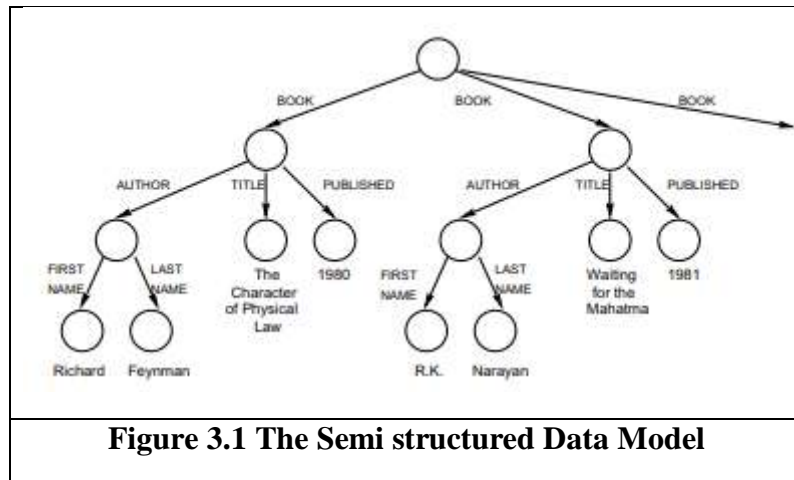 BOOK
BOOK
BOOK
AUTHOR
TITLE
PUBLISHED
AUTHOR
TITLE
PUBLISHED
FIRST
NAME
LAST
NAME
The
Character
of Physical
Law
1980
FIRST
NAME
LAST
NAME
Waiting
for the
Mahatma
1981
Richard
Feynman
R.K.
Narayan
Figure 3.1 The Semi structured Data Model